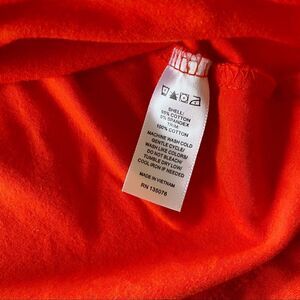 SHELL:
95% COTTON
5% SPANDEX
TRIM:
100% COTTON
MACHINE WASH COLD
GENTLE CYCLE/
WASH LIKE COLORS/
DO NOT BLEACH/
TUMBLE DRY LOW/
COOL IRON IF NEEDED
MADE IN VIETNAM
RN 135076